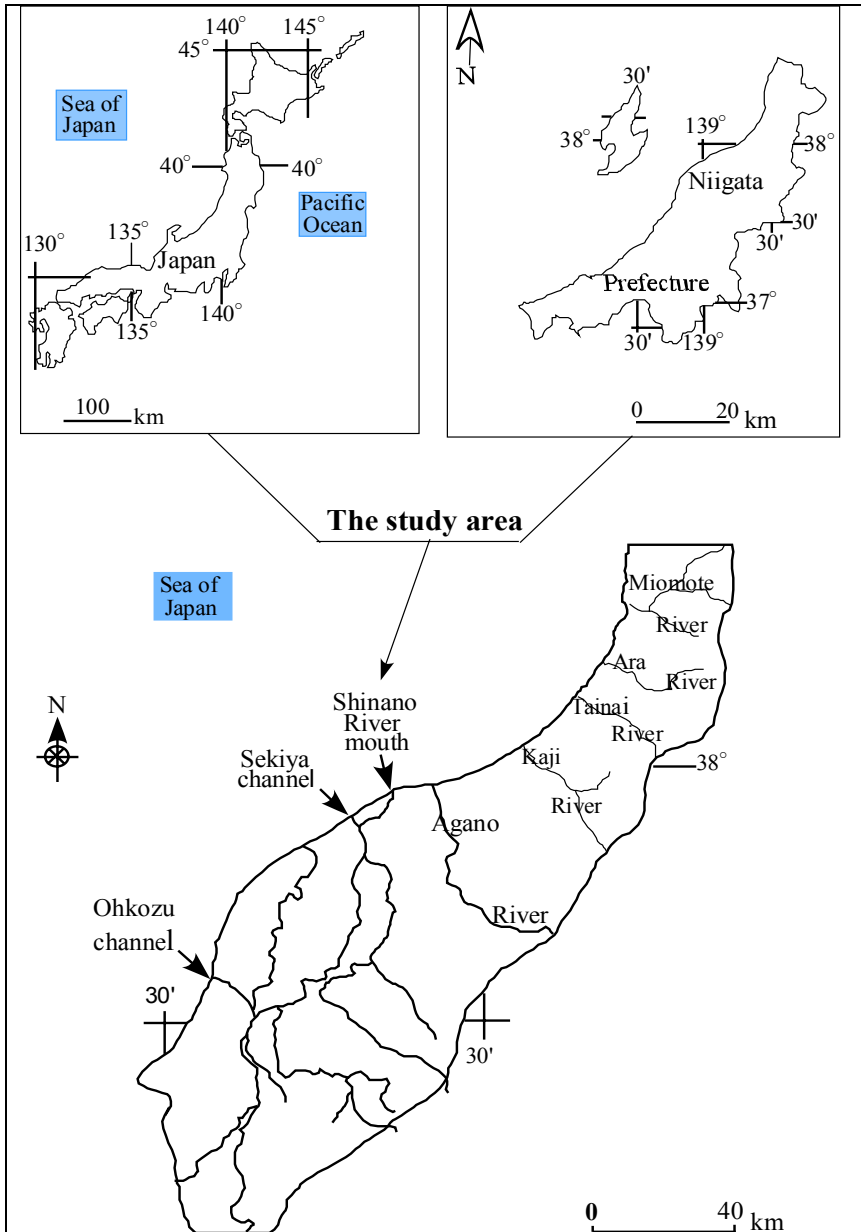 140°
145°
45°
Sea of
Japan
40°
40°
Pacific
Ocean
130°
135°
Japan
135°
140°
100
km
N
30'
38°
139°
38°
Niigata
30'
30'
Prefecture
37°
30'
139°
0
20
km
The study area
Sea of
Japan
Miomote
River
Ara
River
Tainai
River
N
Shinano
River
mouth
Sekiya
channel
Kaji
River
38°
Agano
River
Ohkozu
channel
30'
30'
0
40
km